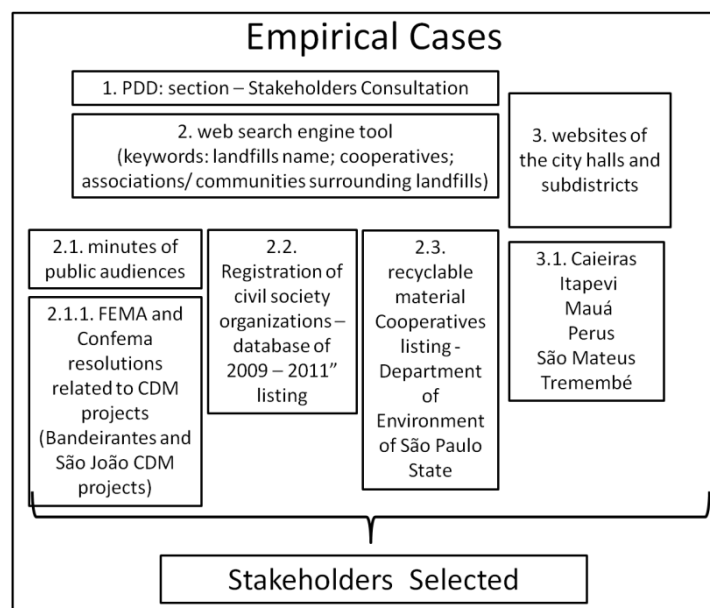 Empirical Cases
1. PDD: section – Stakeholders Consultation
2. web search engine tool
(keywords: landfills name; cooperatives;
associations/ communities surrounding landfills)
3. websites of
the city halls and
subdistricts
2.1. minutes of
public audiences
2.1.1. FEMA and
Confema
resolutions
related to CDM
projects
(Bandeirantes and
São João CDM
projects)
2.2.
Registration of
civil society
organizations –
database of
2009 – 2011” 
listing
2.3.
recyclable
material
Cooperatives
listing -
Department of
Environment
of São Paulo
State
3.1. Caieiras
Itapevi
Mauá
Perus
São Mateus
Tremembé
Stakeholders Selected